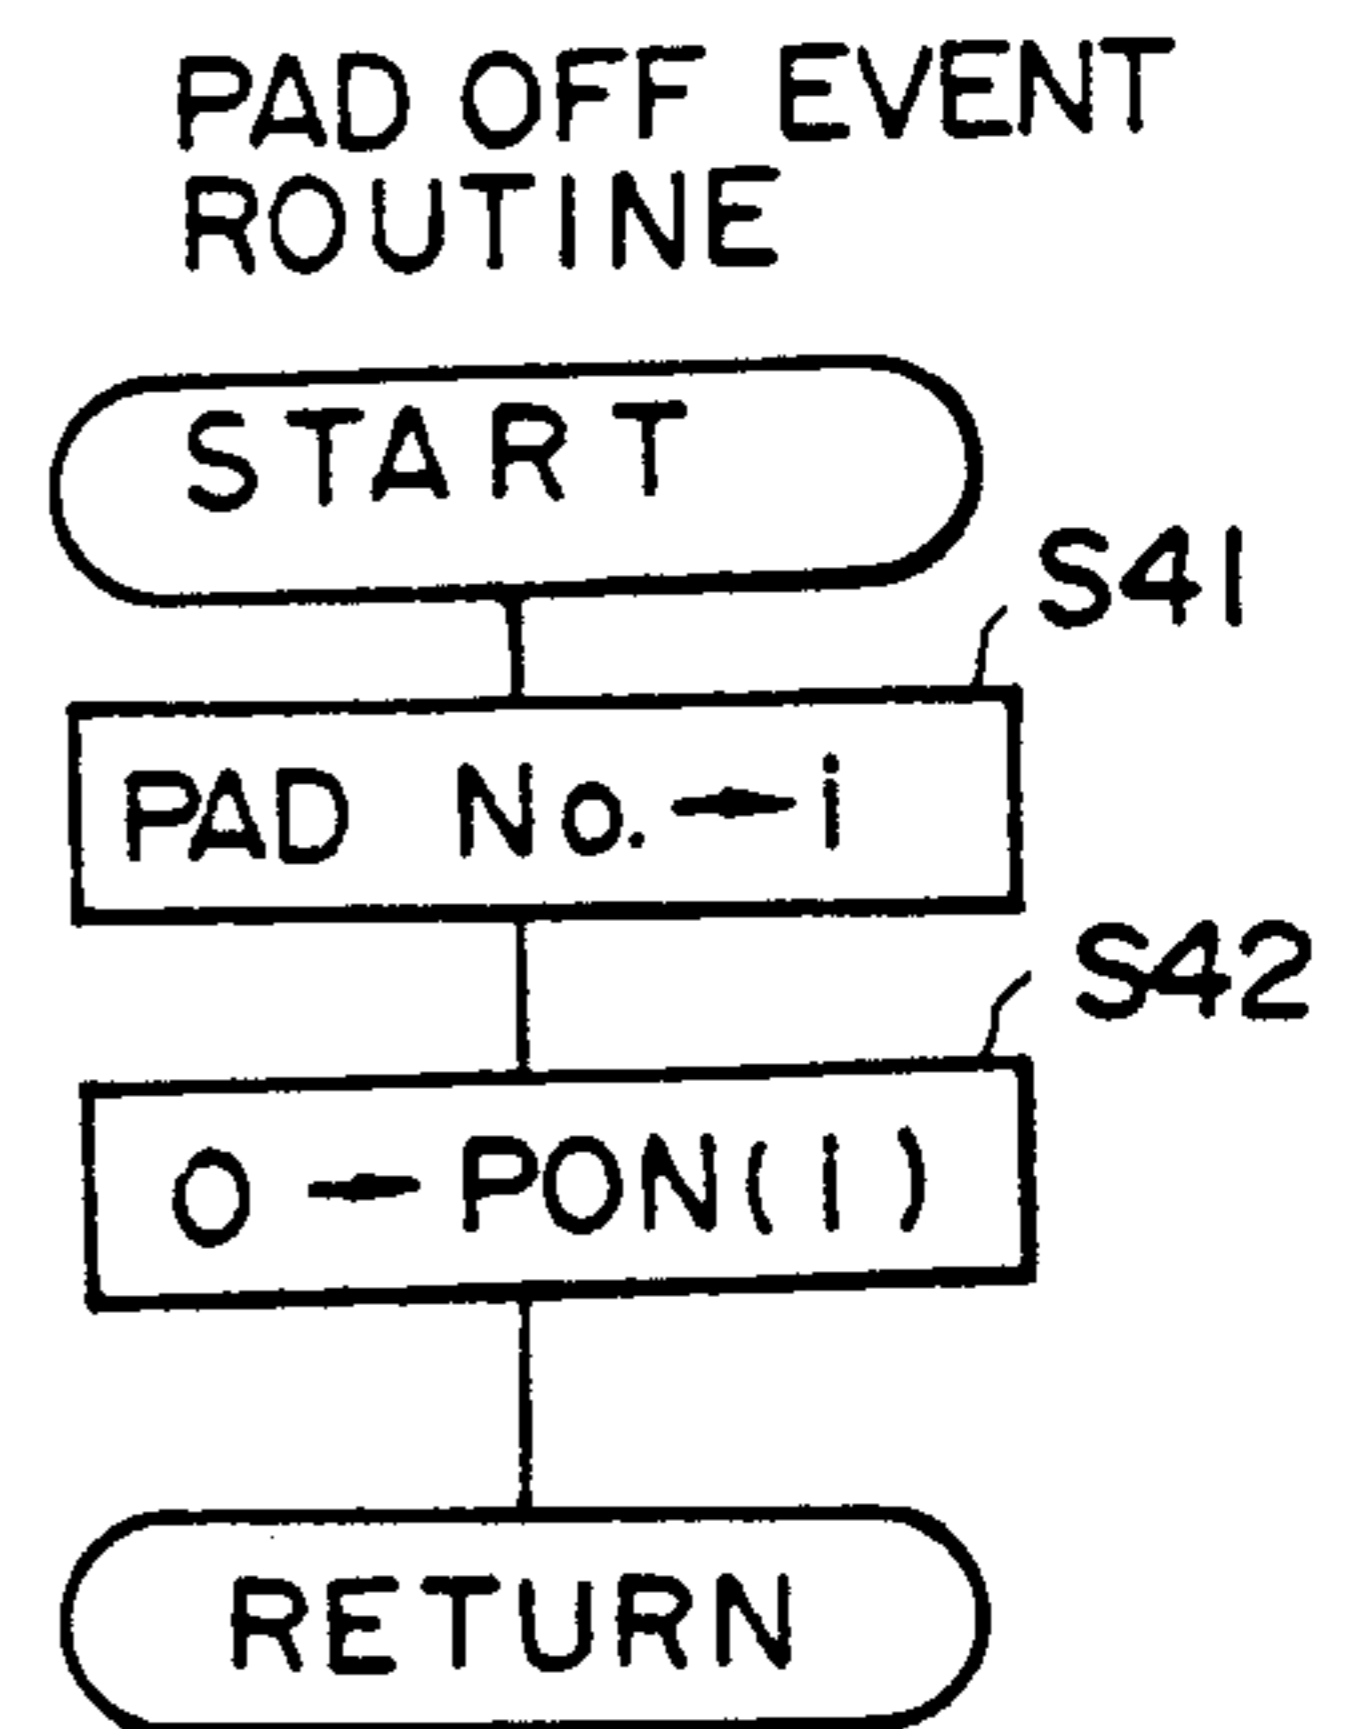 PAD OFF EVENT
ROUTINE
START
S41
PAD No.→i
S42
0→PON(i)
RETURN